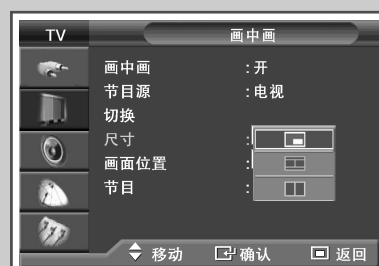 TV 画中画
画中画 :开
节目源 :电视
切换
尺寸 :
画面位置 :
节目 :
移动 确认 返回